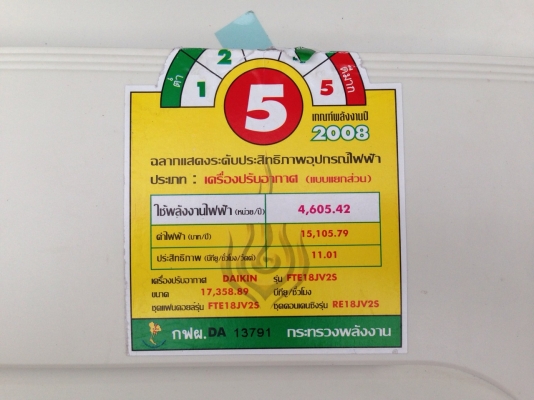 ต่ำ 1 2 5 ดีมาก
5
เกณฑ์พลังงานปี
2008
ฉลากแสดงระดับประสิทธิภาพอุปกรณ์ไฟฟ้า
ประเภท : เครื่องปรับอากาศ (แบบแยกส่วน)
ใช้พลังงานไฟฟ้า (หน่วย/ปี) 4,605.42
ค่าไฟฟ้า (บาท/ปี) 15,105.79
ประสิทธิภาพ (บีทียู/ชั่วโมง/วัตต์) 11.01
เครื่องปรับอากาศ DAIKIN รุ่น FTE18JV2S
ขนาด 17,358.89 บีทียู/ชั่วโมง
ชุดแฟนคอยล์รุ่น FTE18JV2S ชุดคอนเดนซิ่งรุ่น RE18JV2S
กฟผ. DA 13791 กระทรวงพลังงาน